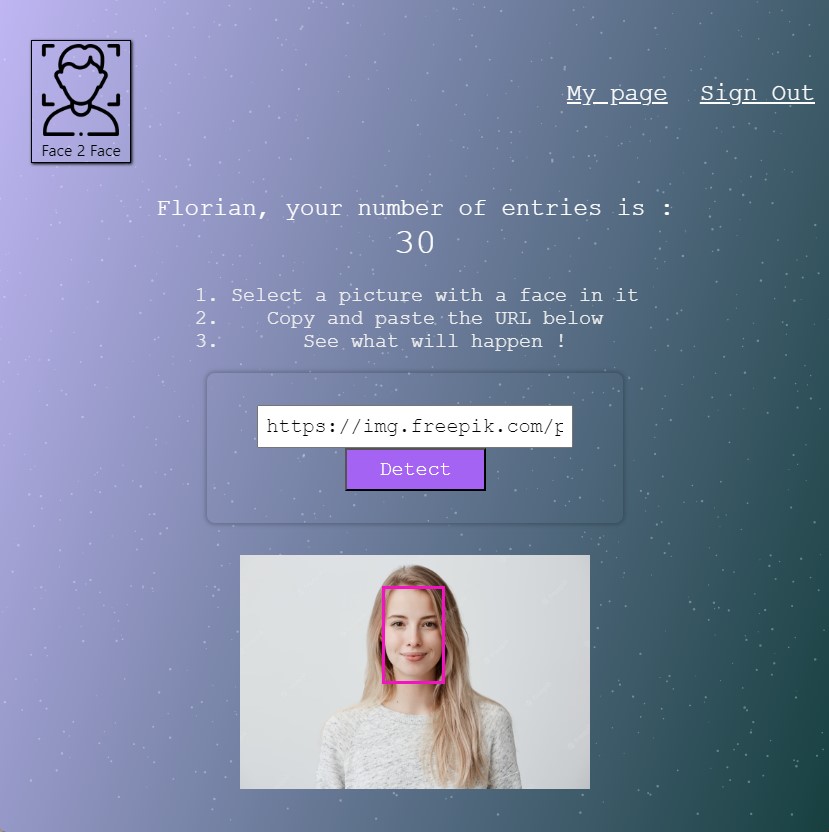 Face 2 Face
My page
Sign Out
Florian, your number of entries is :
30
1. Select a picture with a face in it
2. Copy and paste the URL below
3. See what will happen !
https://img.freepik.com/p
Detect